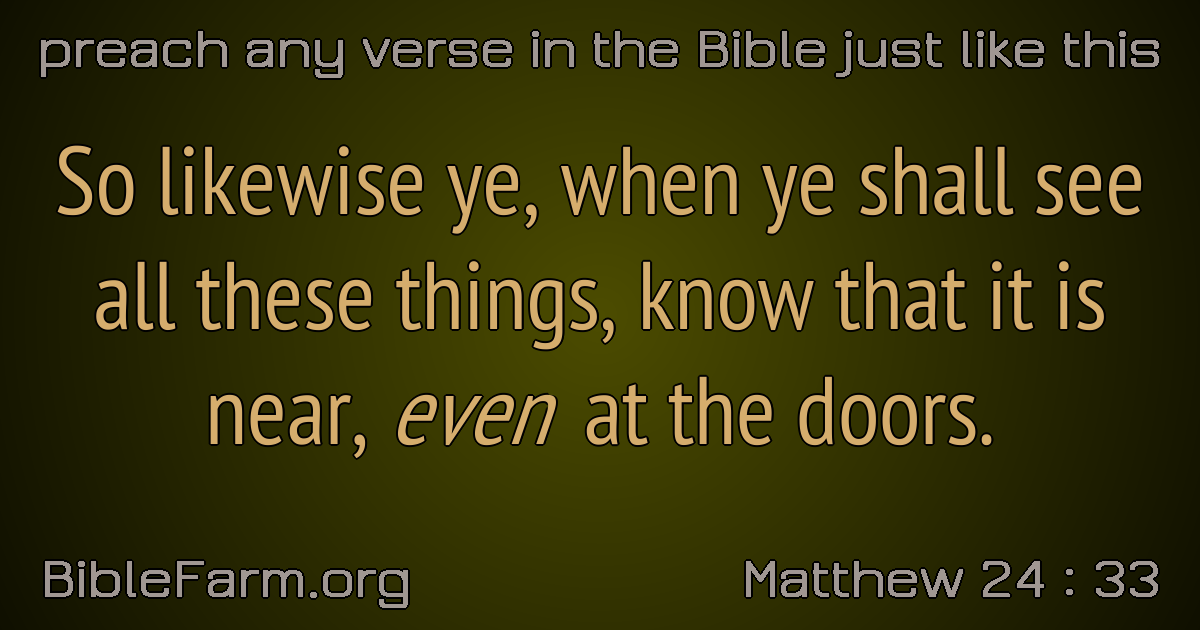 preach any verse in the Bible just like this
So likewise ye, when ye shall see
all these things, know that it is
near, even at the doors.
BibleFarm.org
Matthew 24 : 33